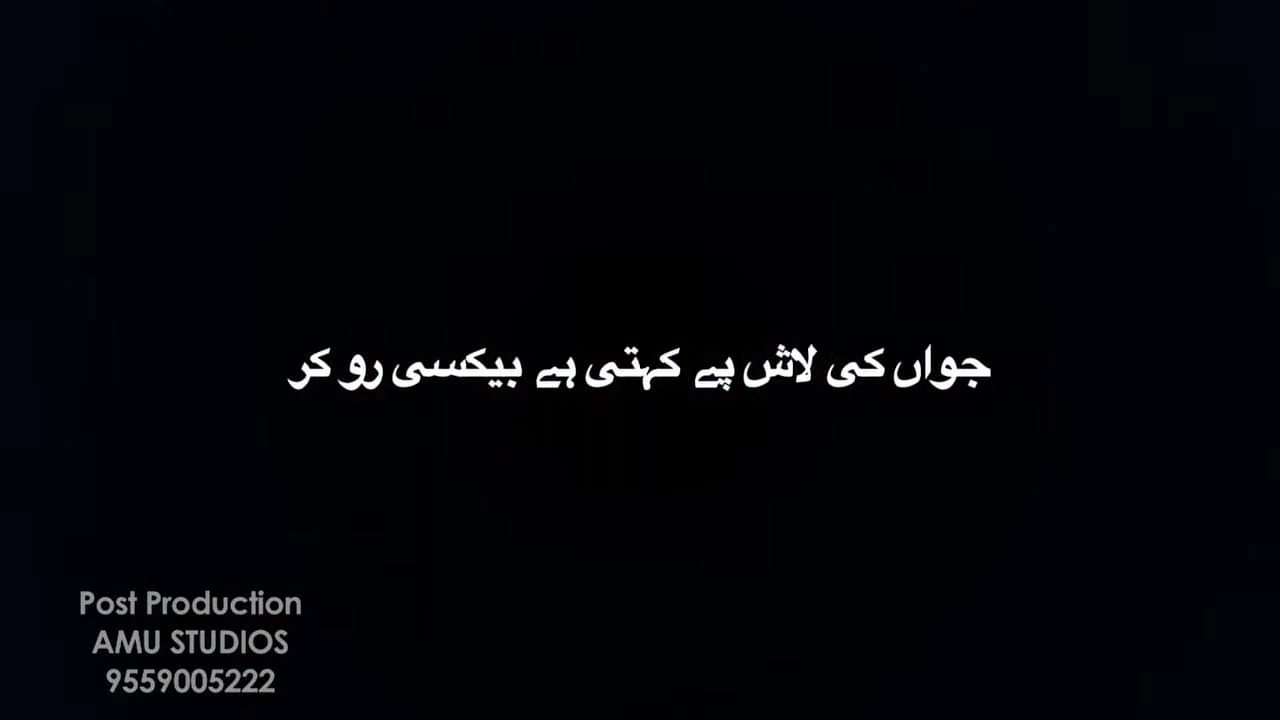 جواں کی لاش پے کہتی ہے بیکسی رو کر
Post Production
AMU STUDIOS
9559005222